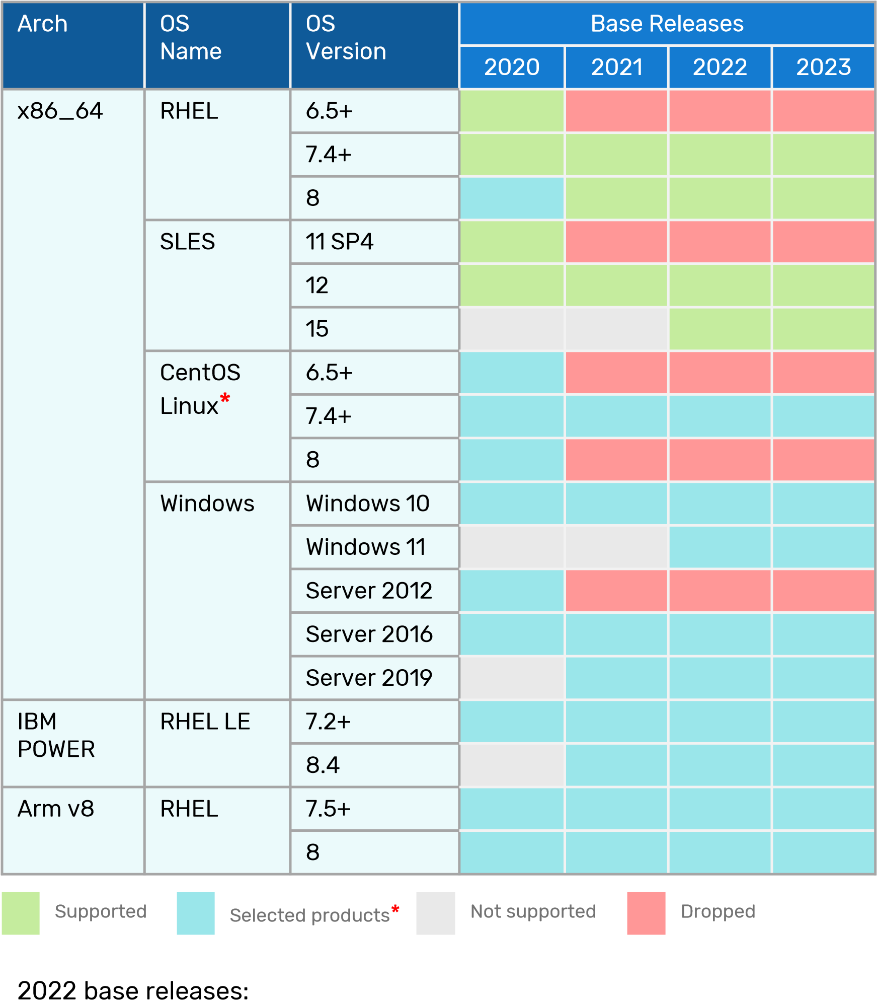 Arch
OS
Name
OS
Version
Base Releases
2020 2021 2022 2023
x86_64 RHEL 6.5+
7.4+
8
SLES 11 SP4
12
15
CentOS
Linux*
6.5+
7.4+
8
Windows Windows 10
Windows 11
Server 2012
Server 2016
Server 2019
IBM
POWER
RHEL LE 7.2+
8.4
Arm v8 RHEL 7.5+
8
Supported Selected products* Not supported Dropped
2022 base releases: